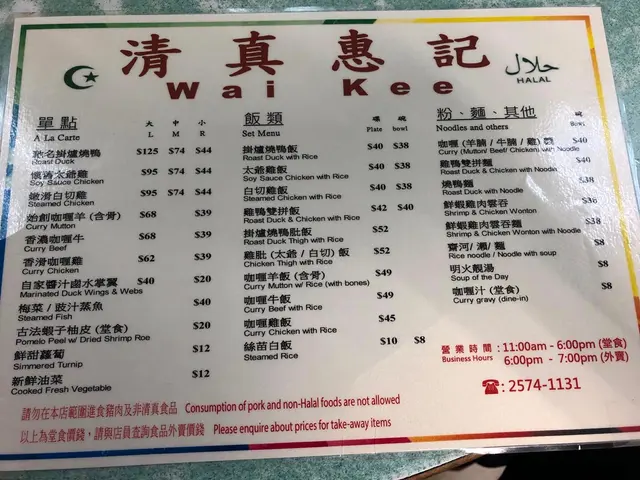 清真惠記
Wai Kee
حلال
HALAL
單點 大 中 小
A La Carte L M R
馳名掛爐燒鴨 $125 $74 $44
Roast Duck
懷舊太爺雞 $95 $74 $44
Soy Sauce Chicken
嫩滑白切雞 $95 $74 $44
Steamed Chicken
始創咖喱羊 (含骨) $68 $39
Curry Mutton
香濃咖喱牛 $68 $39
Curry Beef
香滑咖喱雞 $62 $39
Curry Chicken
自家醬汁鹵水掌翼 $40 $20
Marinated Duck Wings & Webs
梅菜 / 豉汁蒸魚 $40
Steamed Fish
古法蝦子柚皮 (堂食) $20
Pomelo Peel w/ Dried Shrimp Roe
鮮甜蘿蔔 $12
Simmered Turnip
新鮮油菜 $12
Cooked Fresh Vegetable
飯類 碟 碗
Set Menu Plate bowl
掛爐燒鴨飯 $40 $38
Roast Duck with Rice
太爺雞飯 $40 $38
Soy Sauce Chicken with Rice
白切雞飯 $40 $38
Steamed Chicken with Rice
雞鴨雙拼飯 $42 $40
Roast Duck & Chicken with Rice
掛爐燒鴨肶飯 $52
Roast Duck Thigh with Rice
雞肶 (太爺 / 白切) 飯 $52
Chicken Thigh with Rice
咖喱羊飯 (含骨) $49
Curry Mutton w/ Rice (with bones)
咖喱牛飯 $49
Curry Beef with Rice
咖喱雞飯 $45
Curry Chicken with Rice
絲苗白飯 $10 $8
Steamed Rice
粉、麵、其他 碗
Noodles and others Bowl
咖喱 (羊腩 / 牛腩 / 雞) 麵 $40
Curry (Mutton/ Beef/ Chicken) with Noodle
雞鴨雙拼麵 $40
Roast Duck & Chicken with Noodle
燒鴨麵 $38
Roast Duck with Noodle
鮮蝦雞肉雲吞 $36
Shrimp & Chicken Wonton
鮮蝦雞肉雲吞麵 $38
Shrimp & Chicken Wonton with Noodle
齋河/ 瀨/ 麵 $8
Rice noodle / Noodle with soup
明火靚湯 $8
Soup of the Day
咖喱汁 (堂食) $8
Curry gravy (dine-in)
營業時間 : 11:00am - 6:00pm (堂食)
Business Hours 6:00pm - 7:00pm (外賣)
☎: 2574-1131
請勿在本店範圍進食豬肉及非清真食品 Consumption of pork and non-Halal foods are not allowed
以上為堂食價錢，請與店員查詢食品外賣價錢 Please enquire about prices for take-away items